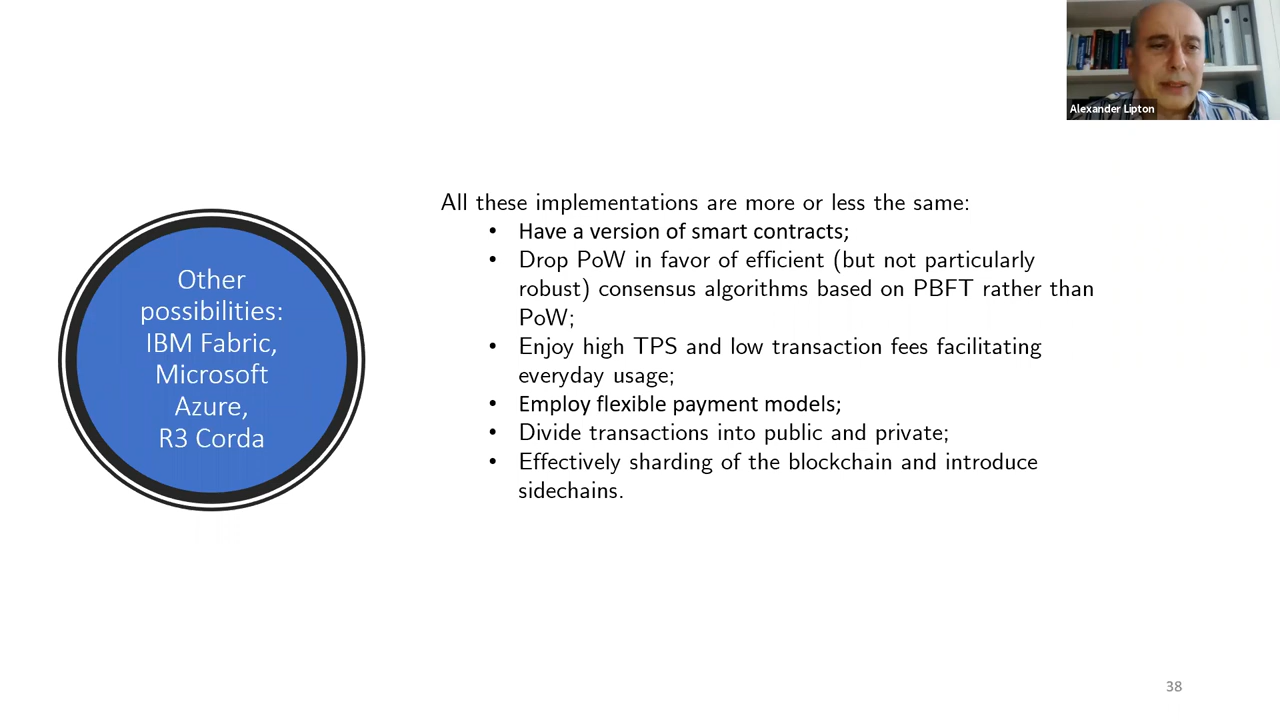 Alexander Lipton
Other
possibilities:
IBM Fabric,
Microsoft
Azure,
R3 Corda
All these implementations are more or less the same:
• Have a version of smart contracts;
• Drop PoW in favor of efficient (but not particularly
robust) consensus algorithms based on PBFT rather than
PoW;
• Enjoy high TPS and low transaction fees facilitating
everyday usage;
• Employ flexible payment models;
• Divide transactions into public and private;
• Effectively sharding of the blockchain and introduce
sidechains.
38